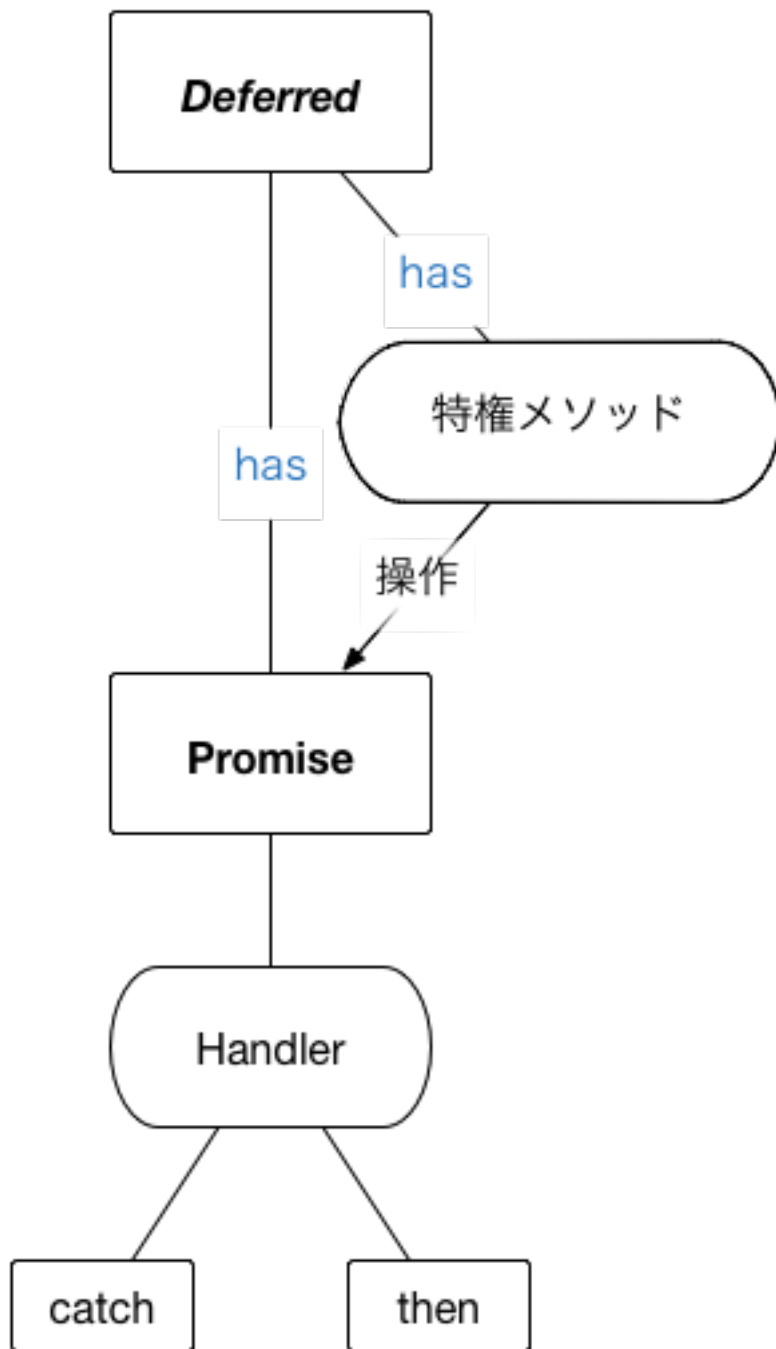 Deferred
has
特権メソッド
has
操作
Promise
Handler
catch
then